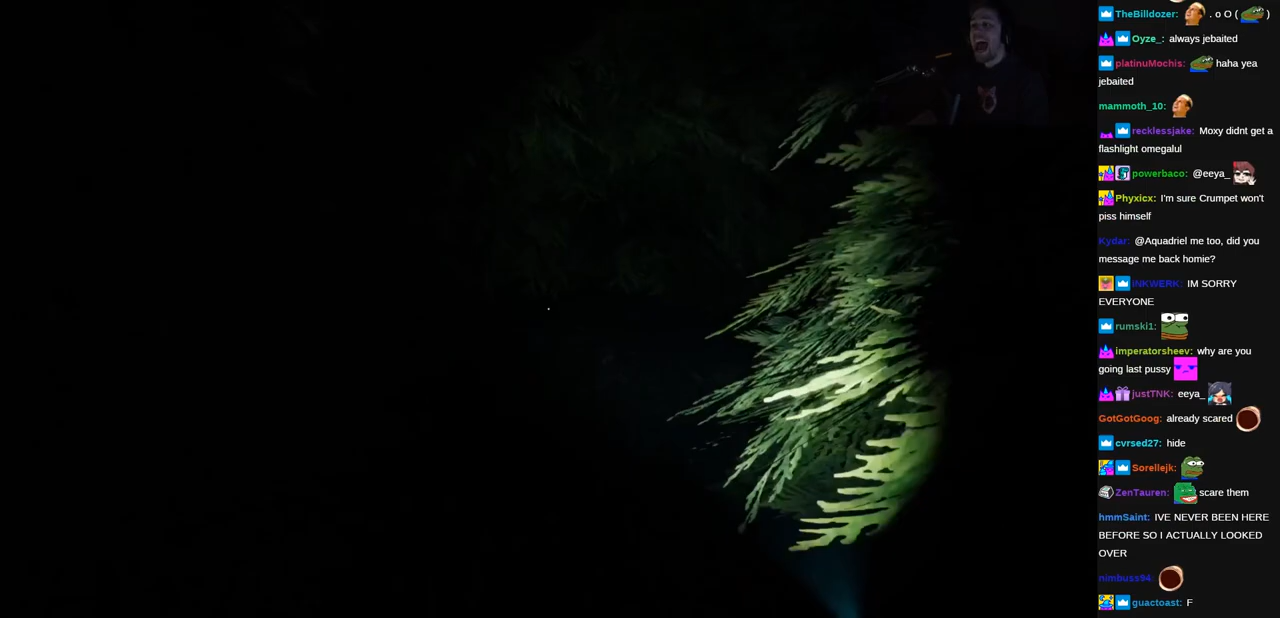 TheBilldozer: . o O ( )
Oyze_: always jebaited
platinuMochis: haha yea
jebaited
mammoth_10:
recklessjake: Moxy didnt get a
flashlight omegalul
powerbaco: @eeya_
Phyxicx: I'm sure Crumpet won't
piss himself
Kydar: @Aquadriel me too, did you
message me back homie?
iNKWERK: IM SORRY
EVERYONE
rumski1:
imperatorsheev: why are you
going last pussy
justTNK: eeya_
GotGotGoog: already scared
cvrsed27: hide
Sorellejk:
ZenTauren: scare them
hmmSaint: IVE NEVER BEEN HERE
BEFORE SO I ACTUALLY LOOKED
OVER
nimbuss94:
guactoast: F